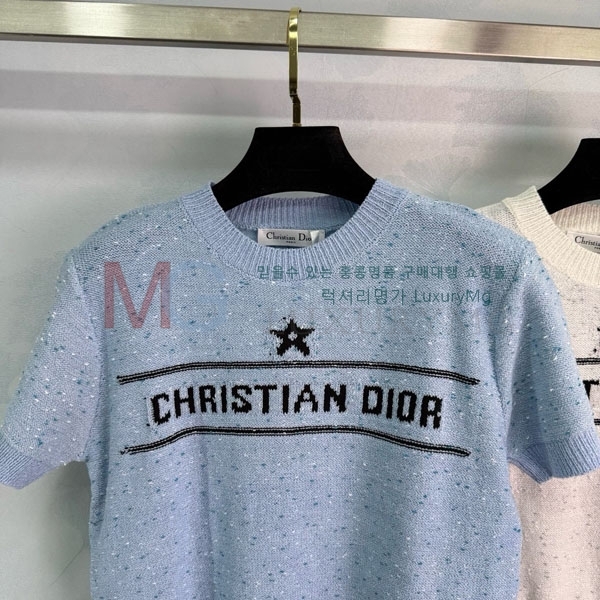 Christian Dior
PARIS
믿을수 있는 홍콩명품 구매대행 쇼핑몰
럭셔리명가 LuxuryMg
CHRISTIAN DIOR